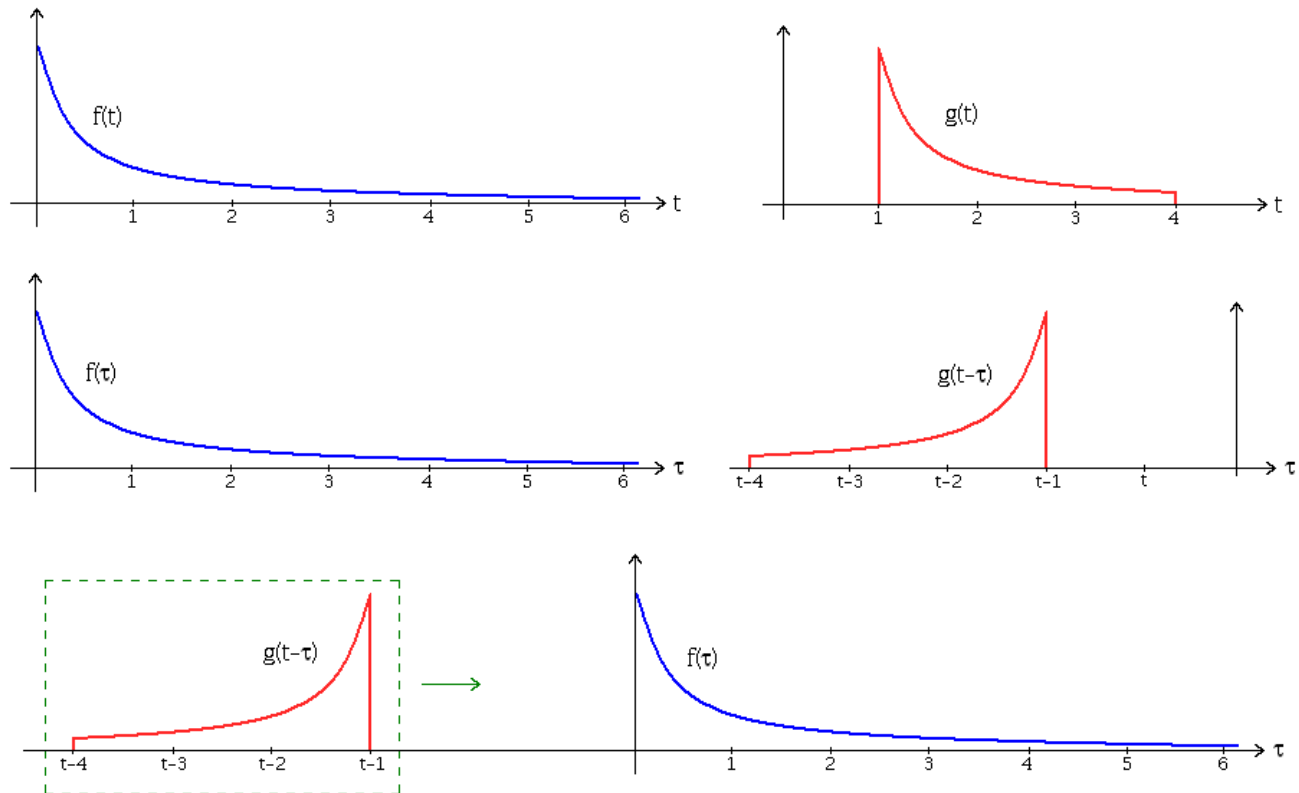 f(t)
1 2 3 4 5 6 t
g(t)
1 2 3 4 t
f(τ)
1 2 3 4 5 6 τ
g(t-τ)
t-4 t-3 t-2 t-1 t τ
g(t-τ)
t-4 t-3 t-2 t-1
f(τ)
1 2 3 4 5 6 τ